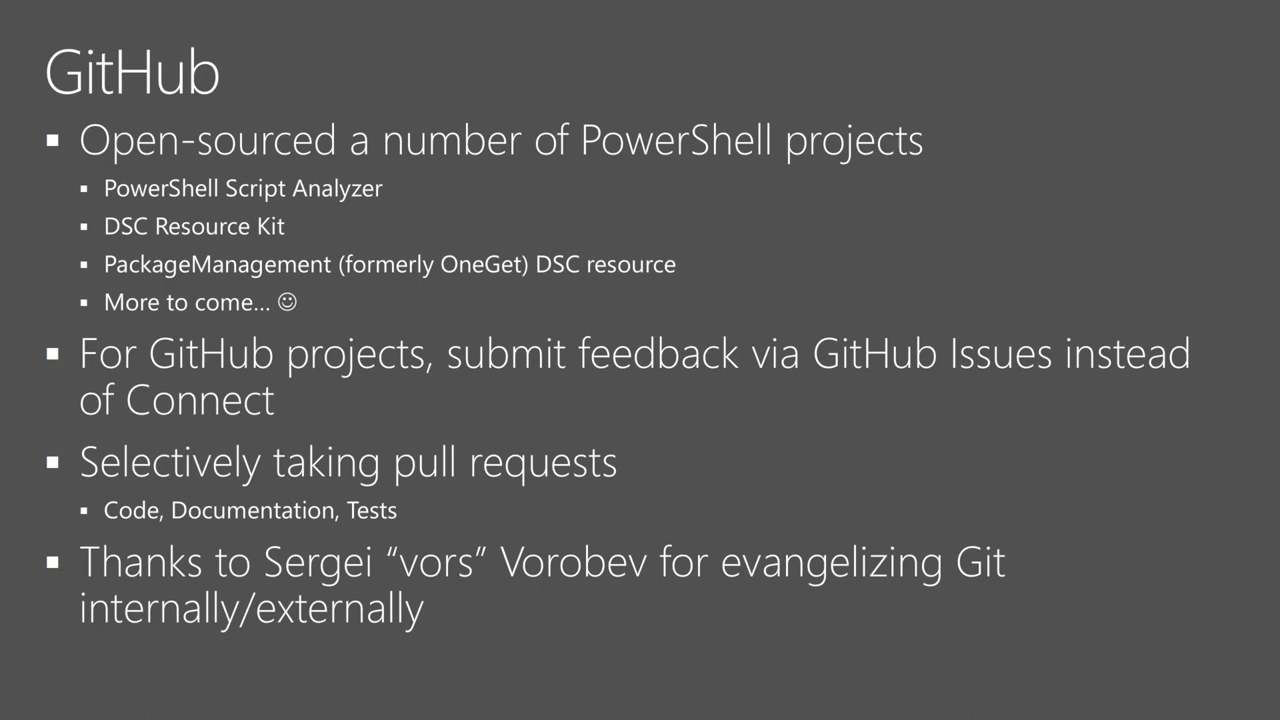 GitHub
▪ Open-sourced a number of PowerShell projects
▪ PowerShell Script Analyzer
▪ DSC Resource Kit
▪ PackageManagement (formerly OneGet) DSC resource
▪ More to come... ☺
▪ For GitHub projects, submit feedback via GitHub Issues instead
of Connect
▪ Selectively taking pull requests
▪ Code, Documentation, Tests
▪ Thanks to Sergei “vors” Vorobev for evangelizing Git
internally/externally